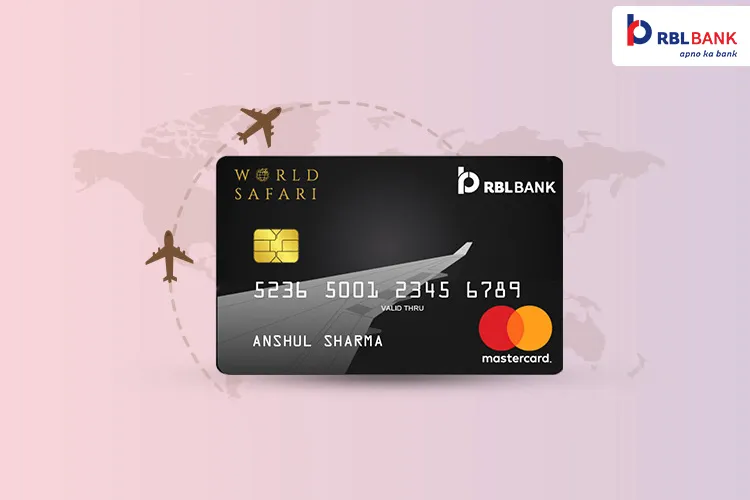 RBLBANK
apno ka bank
WORLD
SAFARI
RBLBANK
5236 5001 2345 6789
VALID THRU
ANSHUL SHARMA
mastercard.